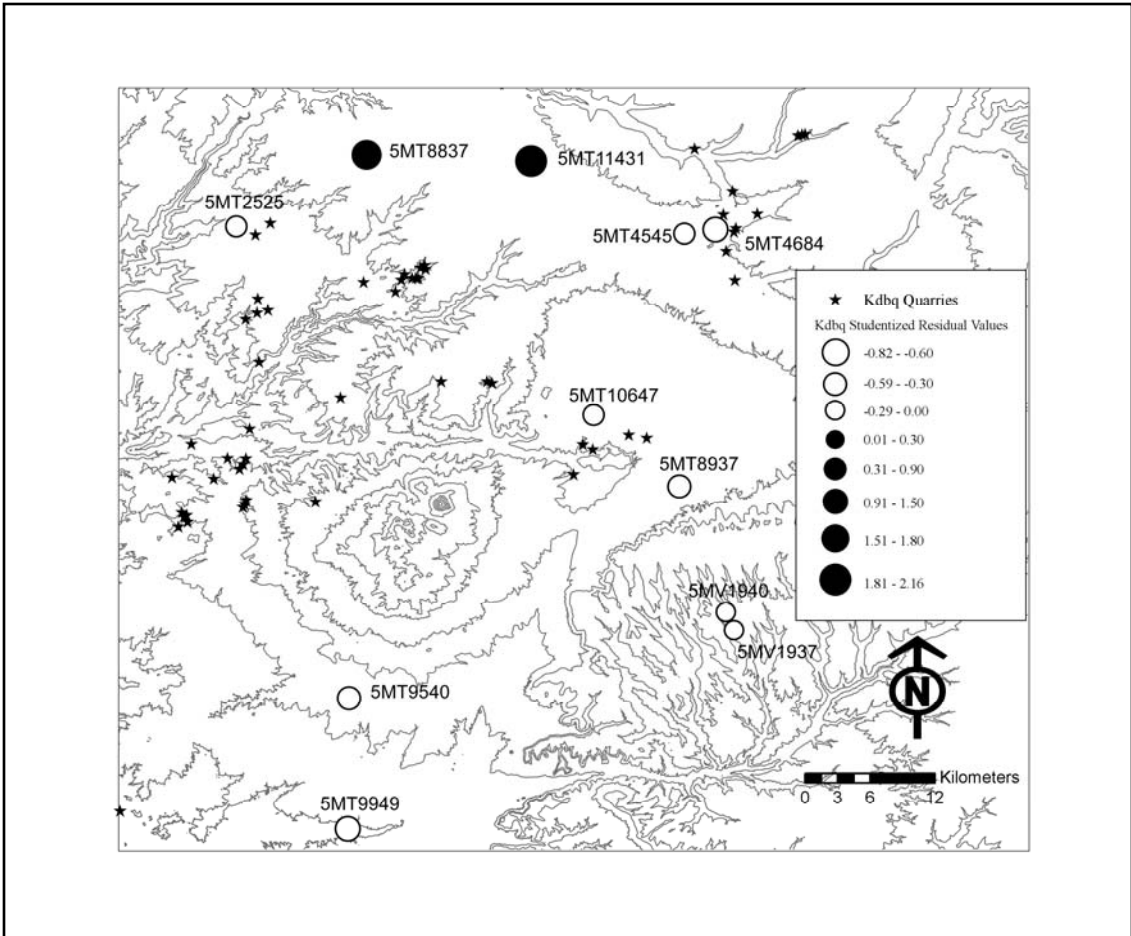 5MT8837
5MT11431
5MT2525
5MT4545
5MT4684
Kdbq Quarries
Kdbq Studentized Residual Values
-0.82 - -0.60
-0.59 - -0.30
-0.29 - 0.00
0.01 - 0.30
0.31 - 0.90
0.91 - 1.50
1.51 - 1.80
1.81 - 2.16
5MT10647
5MT8937
5MV1940
5MV1937
5MT9540
N
Kilometers
0 3 6 12
5MT9949